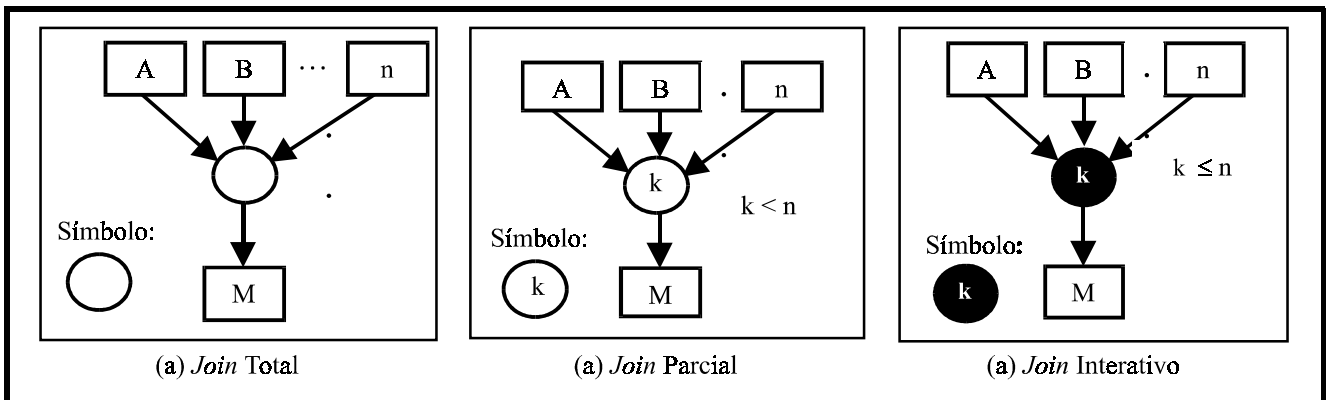 A B ... n
Símbolo:
M
(a) Join Total
A B . n
k
k < n
Símbolo:
k
M
(a) Join Parcial
A B . n
k
k ≤ n
Símbolo:
k
M
(a) Join Interativo